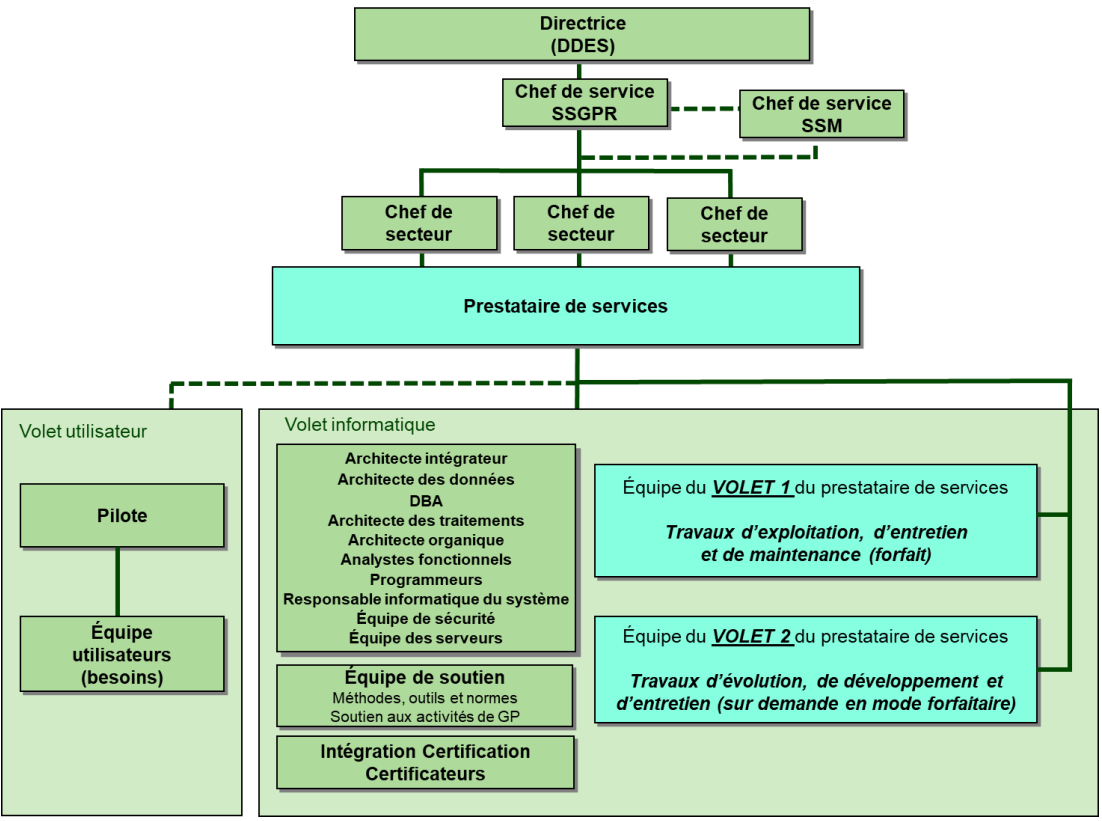 Directrice
(DDES)
Chef de service
SSGPR
Chef de service
SSM
Chef de
secteur
Chef de
secteur
Chef de
secteur
Prestataire de services
Volet utilisateur
Pilote
Équipe
utilisateurs
(besoins)
Volet informatique
Architecte intégrateur
Architecte des données
DBA
Architecte des traitements
Architecte organique
Analystes fonctionnels
Programmeurs
Responsable informatique du système
Équipe de sécurité
Équipe des serveurs
Équipe de soutien
Méthodes, outils et normes
Soutien aux activités de GP
Intégration Certification
Certificateurs
Équipe du VOLET 1 du prestataire de services
Travaux d'exploitation, d'entretien
et de maintenance (forfait)
Équipe du VOLET 2 du prestataire de services
Travaux d'évolution, de développement et
d'entretien (sur demande en mode forfaitaire)